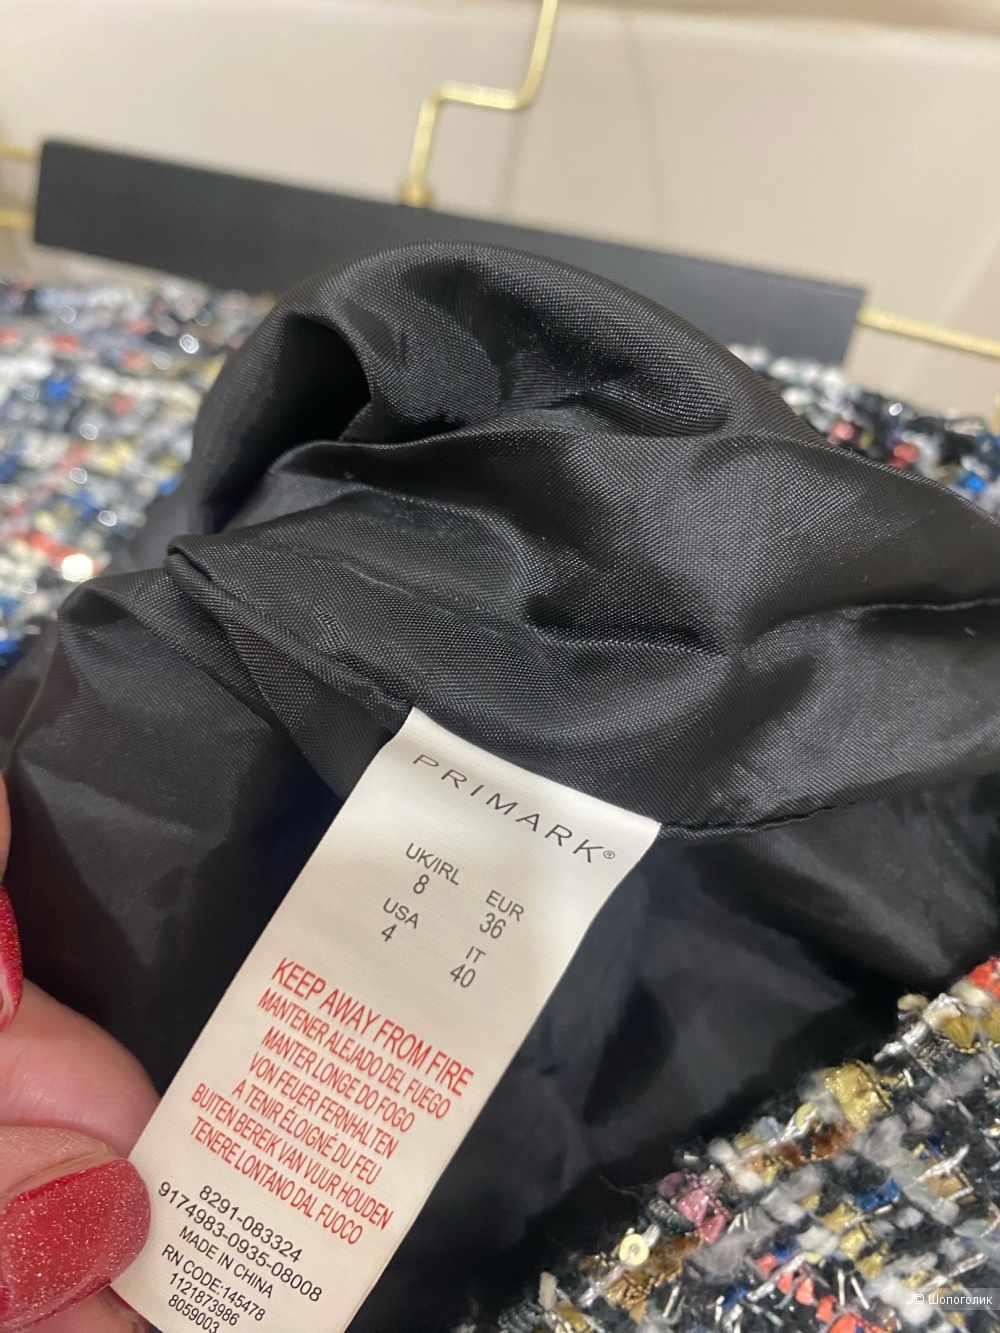 PRIMARK®
UK/IRL
8
EUR
36
USA
4
IT
40
KEEP AWAY FROM FIRE
MANTENER ALEJADO DEL FUEGO
MANTER LONGE DO FOGO
VON FEUER FERNHALTEN
A TENIR ÉLOIGNÉ DU FEU
BUITEN BEREIK VAN VUUR HOUDEN
TENERE LONTANO DAL FUOCO
8291-083324
9174983-0935-08008
MADE IN CHINA
RN CODE:145478
1121873986
8059003
© Шопоголик